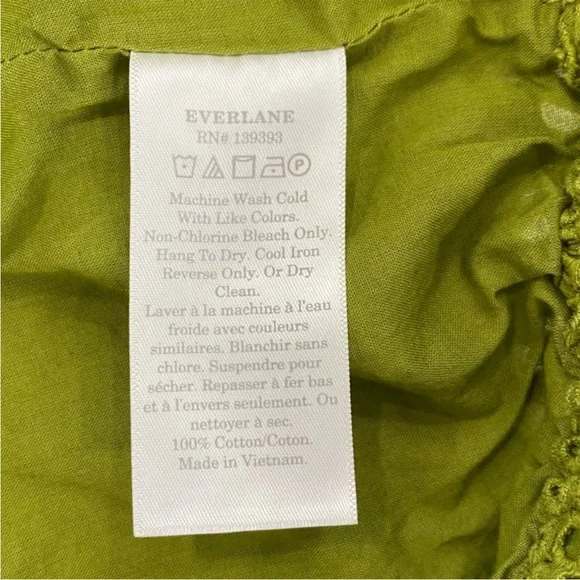 EVERLANE
RN# 139393
P
Machine Wash Cold
With Like Colors.
Non-Chlorine Bleach Only.
Hang To Dry. Cool Iron
Reverse Only. Or Dry
Clean.
Laver à la machine à l'eau
froide avec couleurs
similaires. Blanchir sans
chlore. Suspendre pour
sécher. Repasser à fer bas
et à l'envers seulement. Ou
nettoyer à sec.
100% Cotton/Coton.
Made in Vietnam.